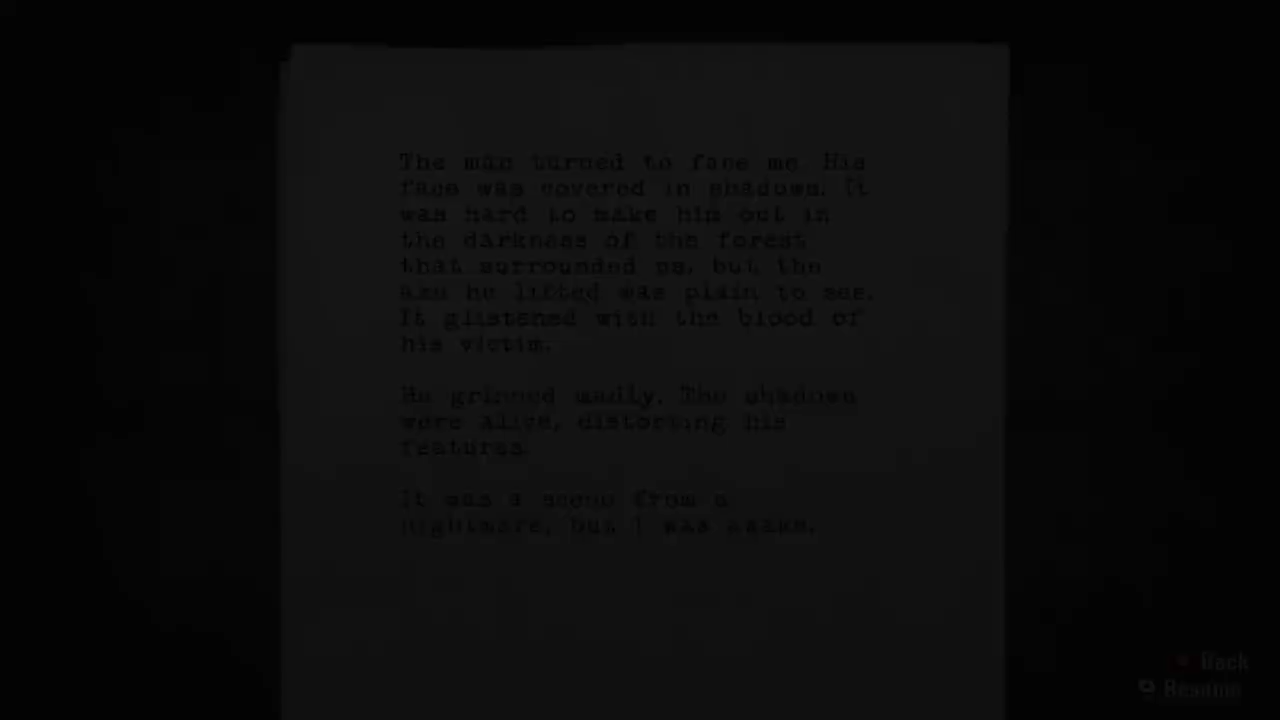 The man turned to face me. His
face was covered in shadows. It
was hard to make him out in
the darkness of the forest
that surrounded us, but the
axe he lifted was plain to see.
It glistened with the blood of
his victim.
He grinned madly. The shadows
were alive, distorting his
features.
It was a scene from a
nightmare, but I was awake.
Back
Resume